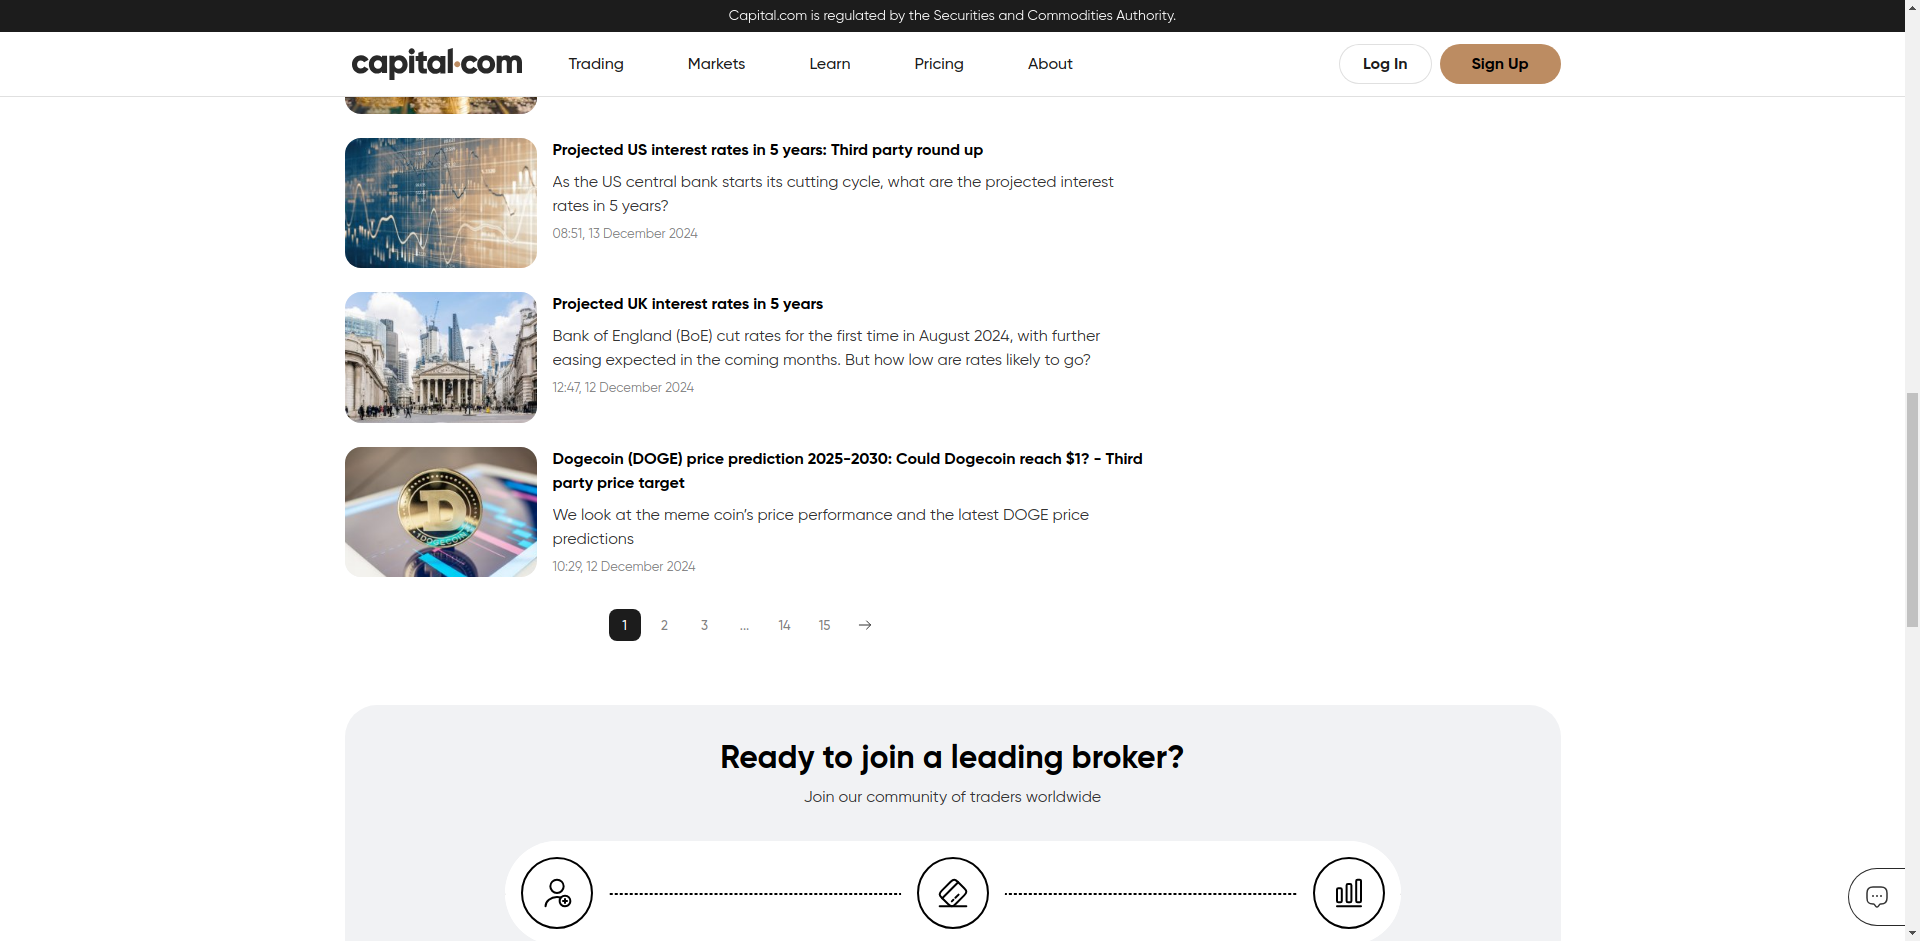 Capital.com is regulated by the Securities and Commodities Authority.
capital.com
Trading
Markets
Learn
Pricing
About
Log In
Sign Up
Projected US interest rates in 5 years: Third party round up
As the US central bank starts its cutting cycle, what are the projected interest
rates in 5 years?
08:51, 13 December 2024
Projected UK interest rates in 5 years
Bank of England (BoE) cut rates for the first time in August 2024, with further
easing expected in the coming months. But how low are rates likely to go?
12:47, 12 December 2024
Dogecoin (DOGE) price prediction 2025-2030: Could Dogecoin reach $1? - Third
party price target
We look at the meme coin’s price performance and the latest DOGE price
predictions
10:29, 12 December 2024
1 2 3 ... 14 15
Ready to join a leading broker?
Join our community of traders worldwide